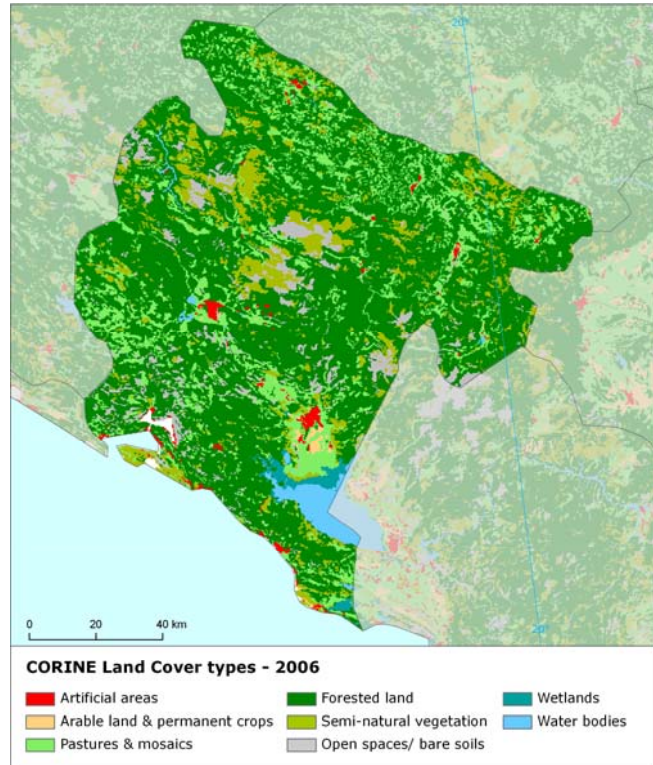 20°
20°
0 20 40 km
CORINE Land Cover types - 2006
Artificial areas Forested land Wetlands
Arable land & permanent crops Semi-natural vegetation Water bodies
Pastures & mosaics Open spaces/ bare soils